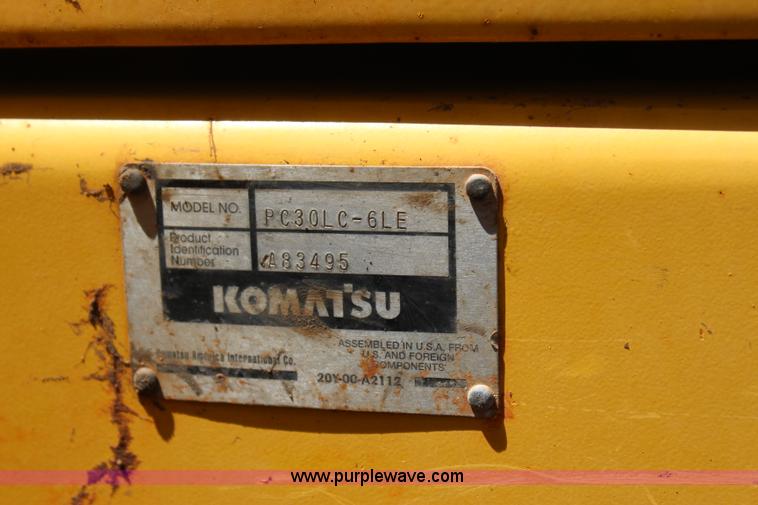 MODEL NO. PC30LC-6LE
Product
Identification
Number A83495
KOMATSU
ASSEMBLED IN U.S.A. FROM
Komatsu America International Co. U.S. AND FOREIGN
COMPONENTS
20Y-00-A2112
www.purplewave.com